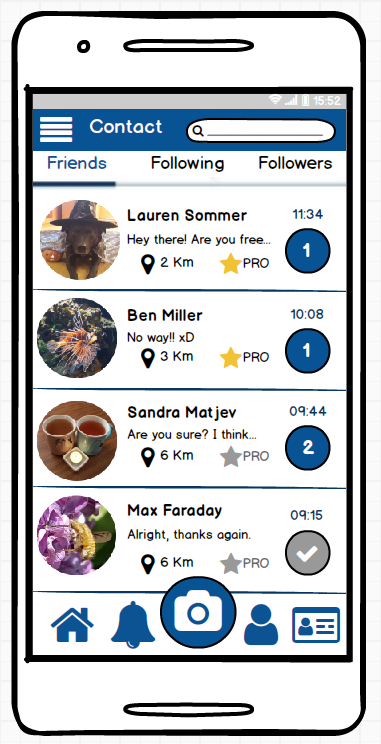 15:52
Contact
Friends Following Followers
Lauren Sommer 11:34
Hey there! Are you free...
2 Km PRO 1
Ben Miller 10:08
No way!! xD
3 Km PRO 1
Sandra Matjev 09:44
Are you sure? I think...
6 Km PRO 2
Max Faraday 09:15
Alright, thanks again.
6 Km PRO